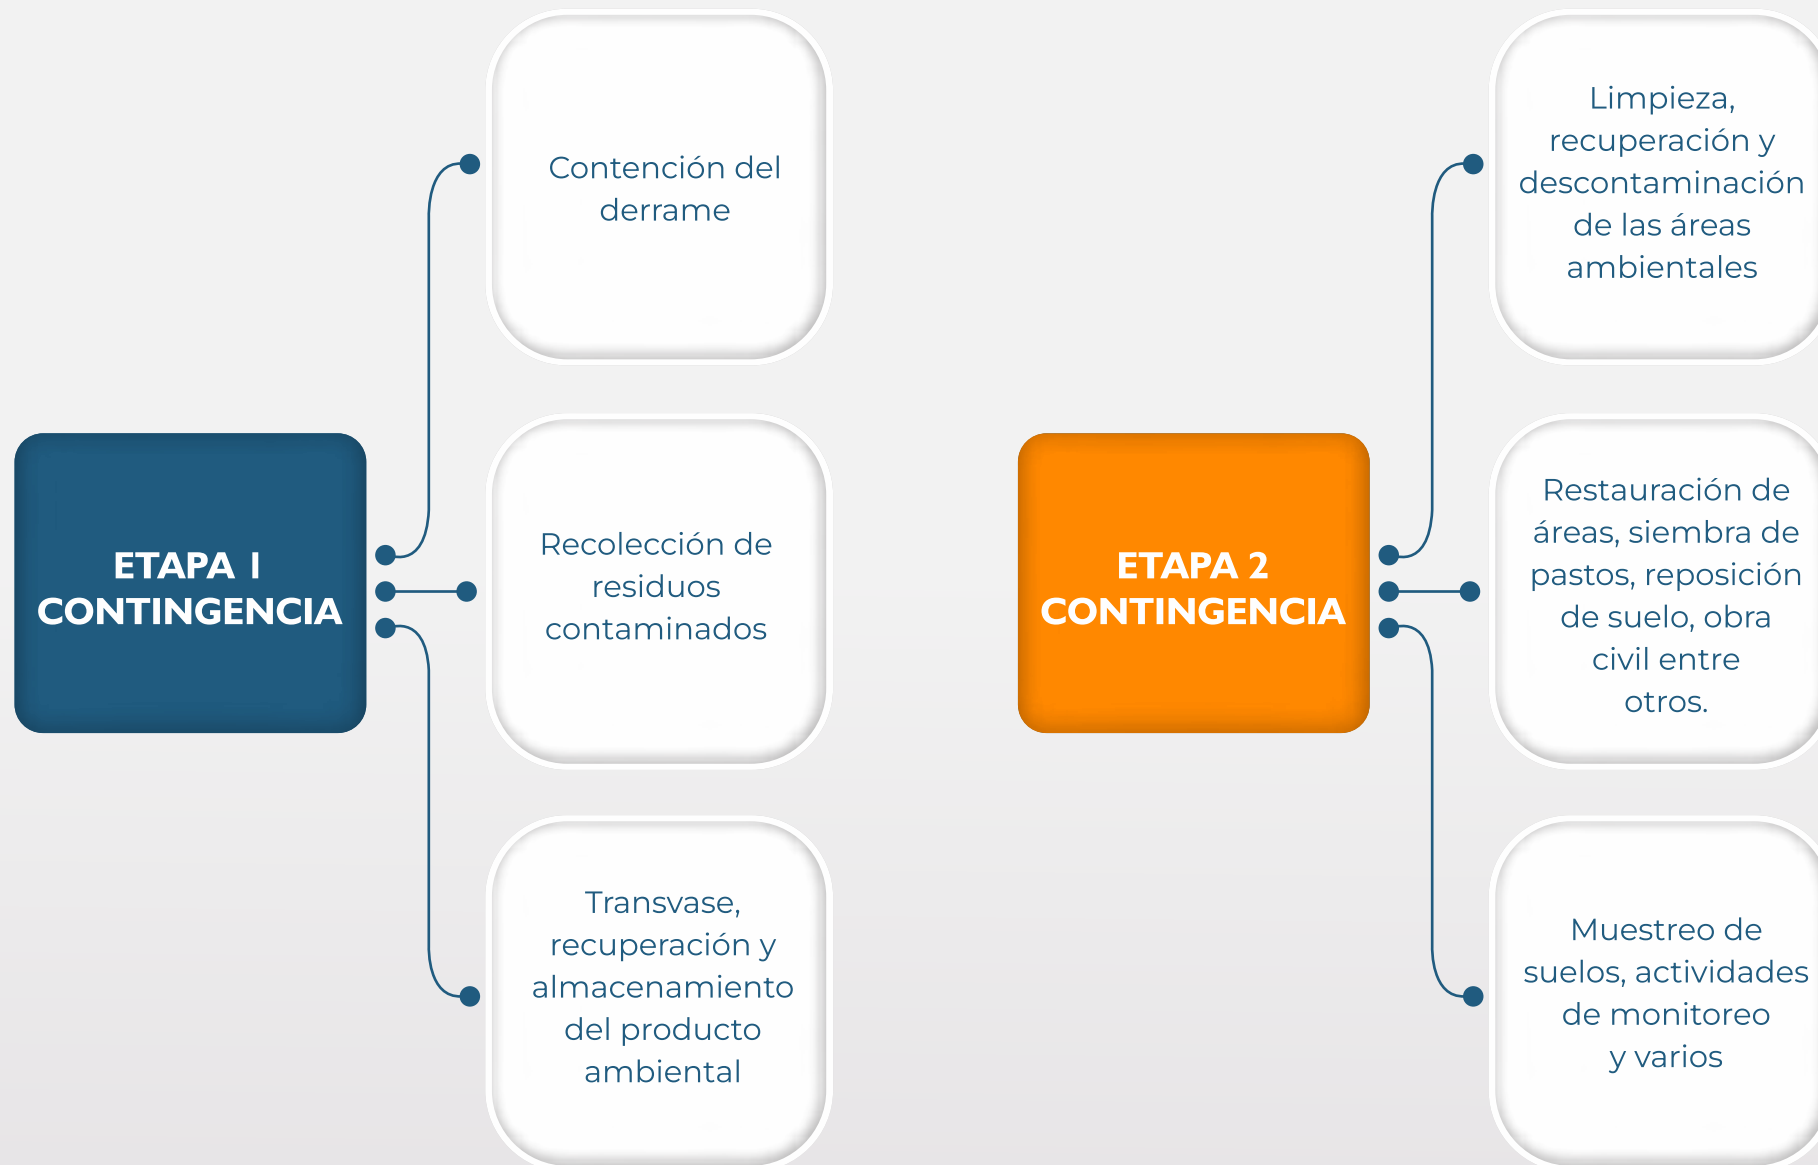 ETAPA 1
CONTINGENCIA
Contención del
derrame
Recolección de
residuos
contaminados
Transvase,
recuperación y
almacenamiento
del producto
ambiental
ETAPA 2
CONTINGENCIA
Limpieza,
recuperación y
descontaminación
de las áreas
ambientales
Restauración de
áreas, siembra de
pastos, reposición
de suelo, obra
civil entre
otros.
Muestreo de
suelos, actividades
de monitoreo
y varios